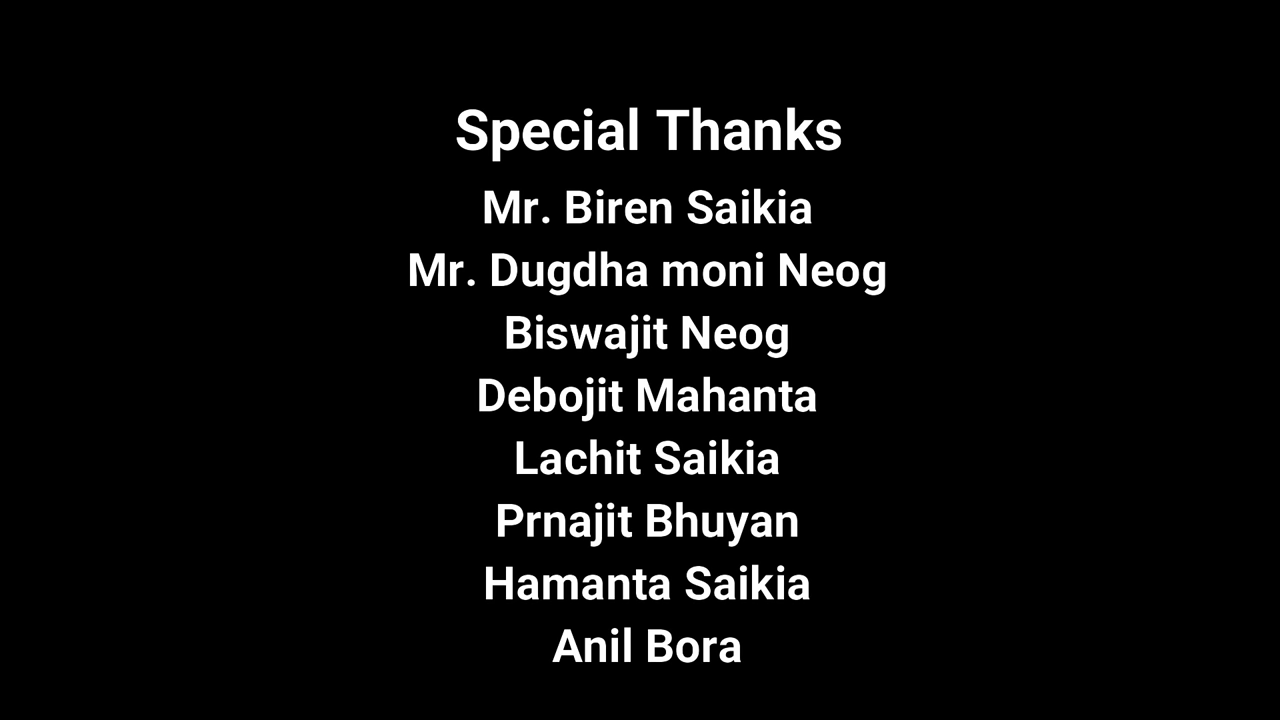 Special Thanks
Mr. Biren Saikia
Mr. Dugdha moni Neog
Biswajit Neog
Debojit Mahanta
Lachit Saikia
Prnajit Bhuyan
Hamanta Saikia
Anil Bora